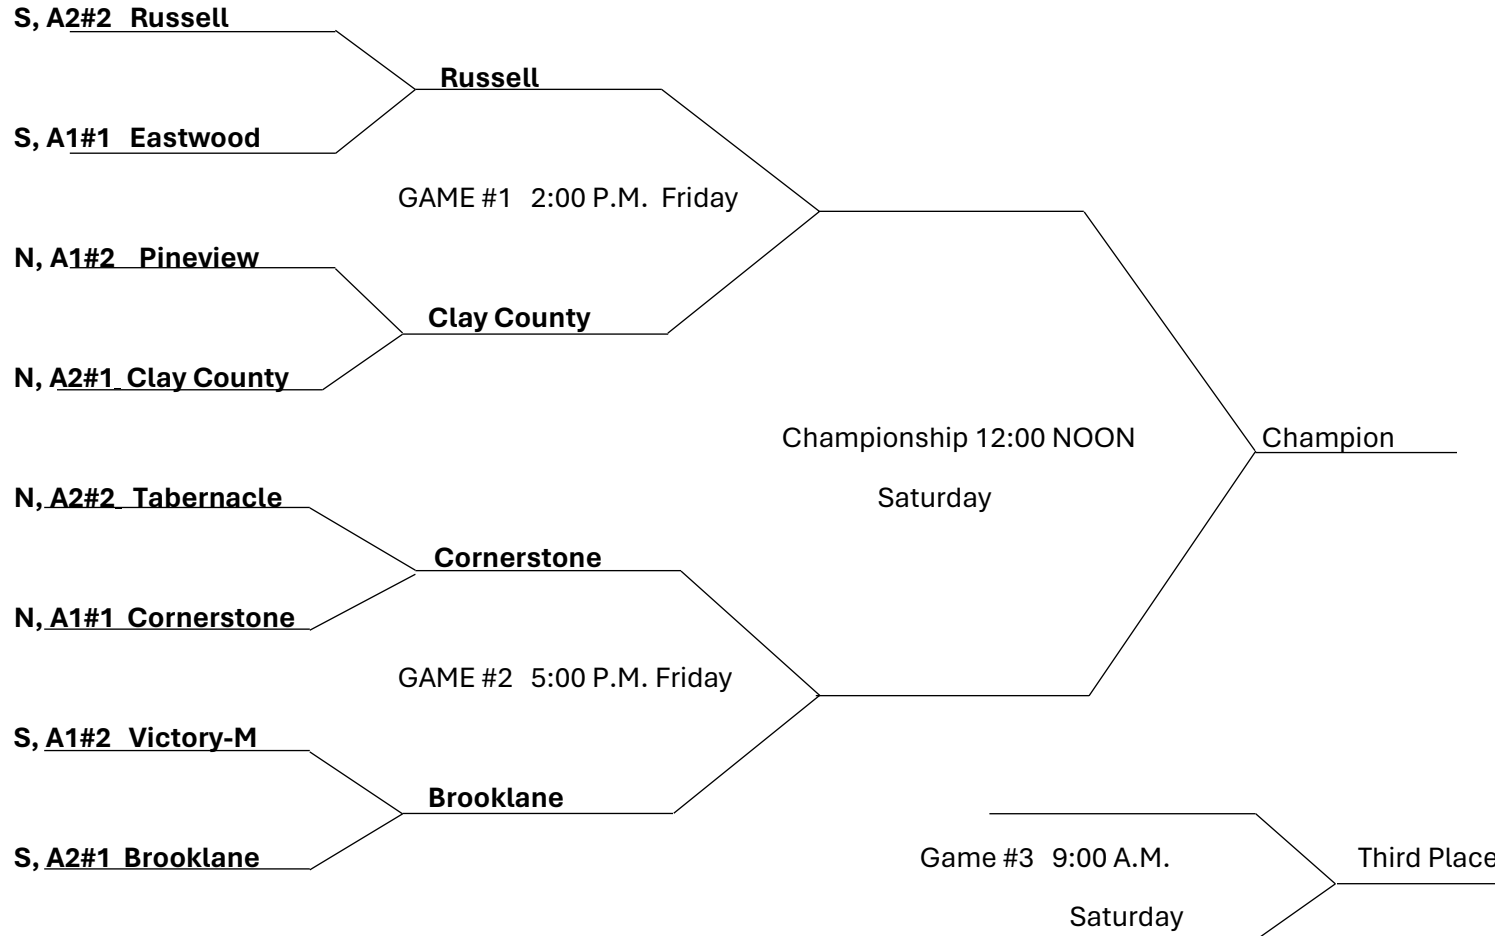 S, A2#2 Russell
Russell
S, A1#1 Eastwood
GAME #1 2:00 P.M. Friday
N, A1#2 Pineview
Clay County
N, A2#1 Clay County
Championship 12:00 NOON
Champion
N, A2#2 Tabernacle
Saturday
Cornerstone
N, A1#1 Cornerstone
GAME #2 5:00 P.M. Friday
S, A1#2 Victory-M
Brooklane
S, A2#1 Brooklane
Game #3 9:00 A.M.
Third Place
Saturday